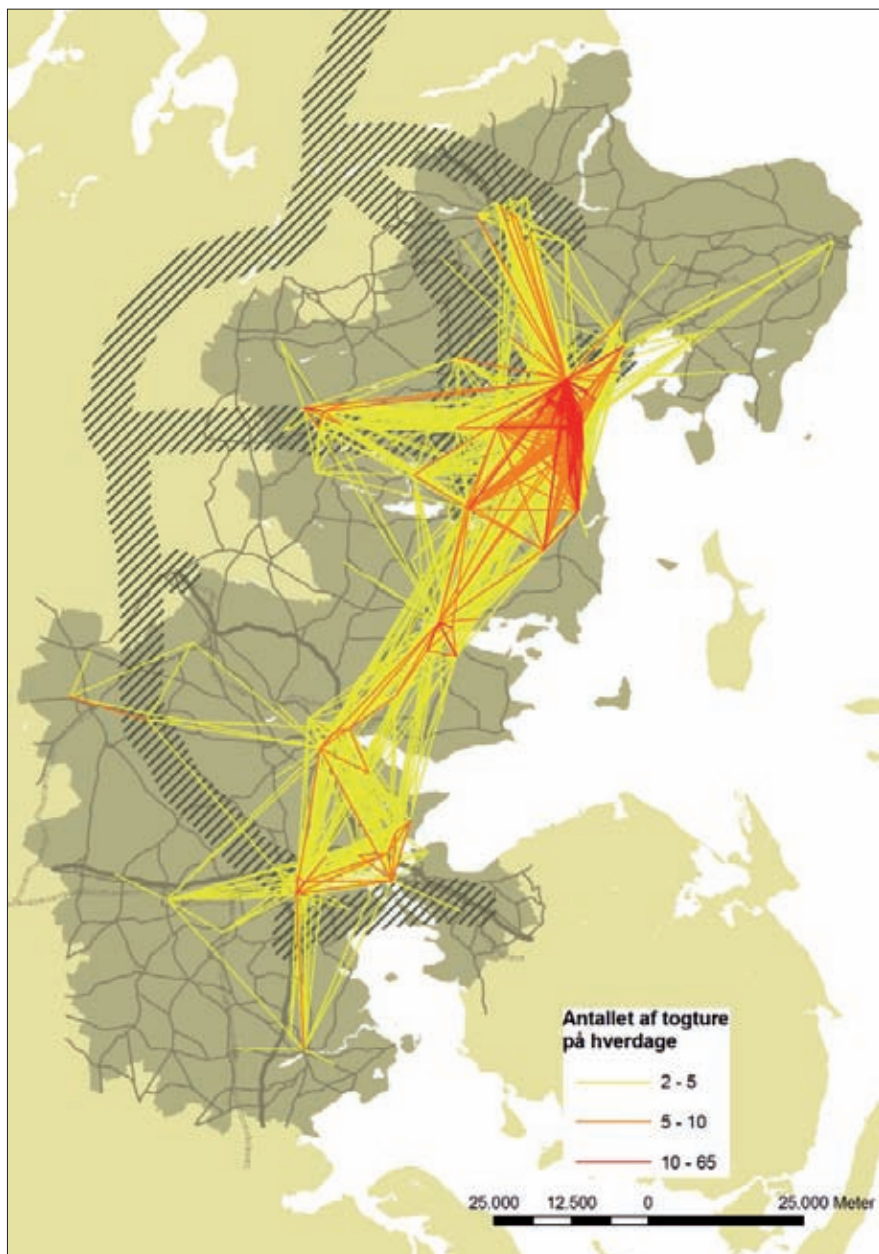 Antallet af togture
på hverdage
2 - 5
5 - 10
10 - 65
25.000 12.500 0 25.000 Meter